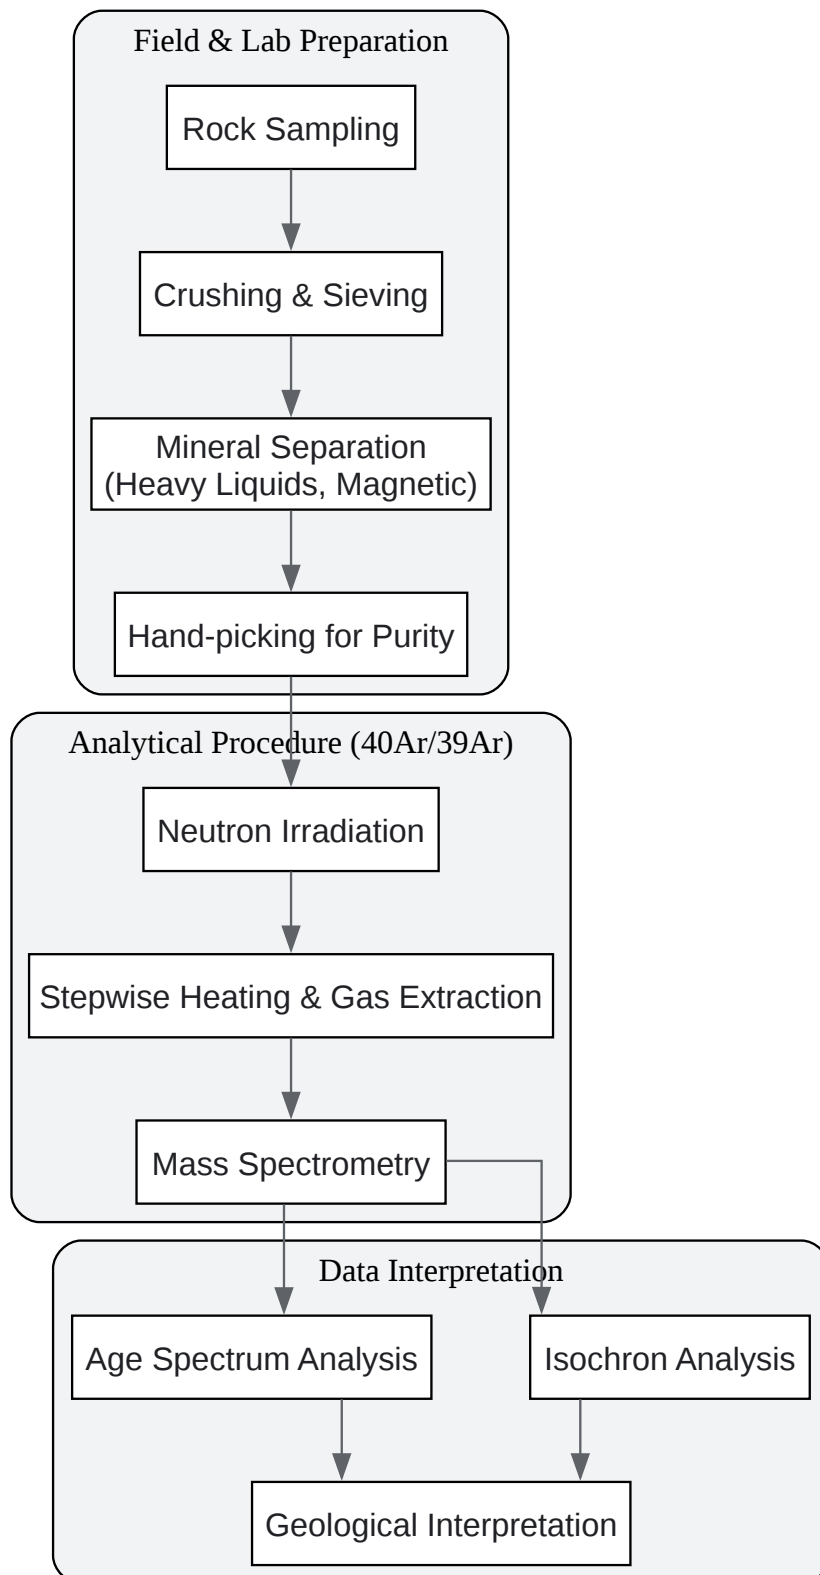 Field & Lab Preparation
Rock Sampling
Crushing & Sieving
Mineral Separation
(Heavy Liquids, Magnetic)
Hand-picking for Purity
Analytical Procedure (40Ar/39Ar)
Neutron Irradiation
Stepwise Heating & Gas Extraction
Mass Spectrometry
Data Interpretation
Age Spectrum Analysis
Isochron Analysis
Geological Interpretation